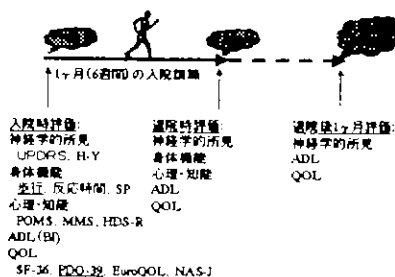 1ヶ月(6週間)の入院訓練
入院時評価:
神経学的所見
UPDRS, H-Y
身体機能
歩行, 反応時間, SP
心理・知能
POMS, MMS, HDS-R
ADL(BI)
QOL
SF-36, PDQ-39, EuroQOL, NAS-J
退院時評価:
神経学的所見
身体機能
心理・知能
ADL
QOL
退院後1ヶ月評価:
神経学的所見
ADL
QOL